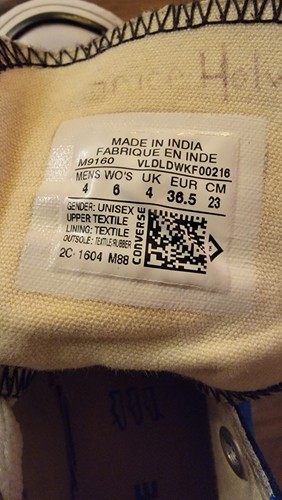 MADE IN INDIA
FABRIQUE EN INDE
M9160 VLDLDWKF00216
MENS WO'S UK EUR CM
4 6 4 36.5 23
GENDER: UNISEX
UPPER: TEXTILE
LINING: TEXTILE
OUTSOLE: TEXTILE/RUBBER
2C 1604 M88
CONVERSE